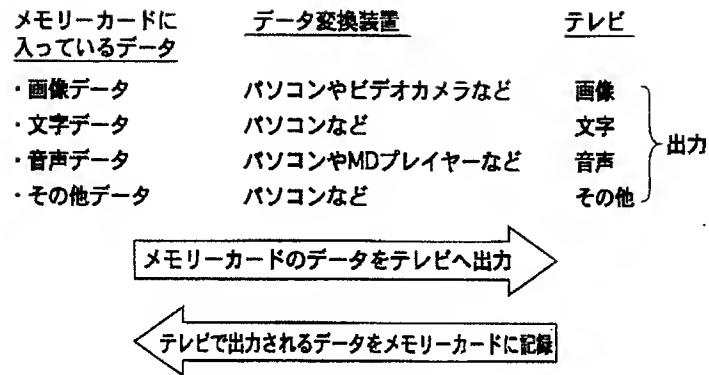 メモリーカードに
入っているデータ
データ変換装置
テレビ
・画像データ パソコンやビデオカメラなど 画像
・文字データ パソコンなど 文字
・音声データ パソコンやMDプレイヤーなど 音声
・その他データ パソコンなど その他
出力
メモリーカードのデータをテレビへ出力
テレビで出力されるデータをメモリーカードに記録